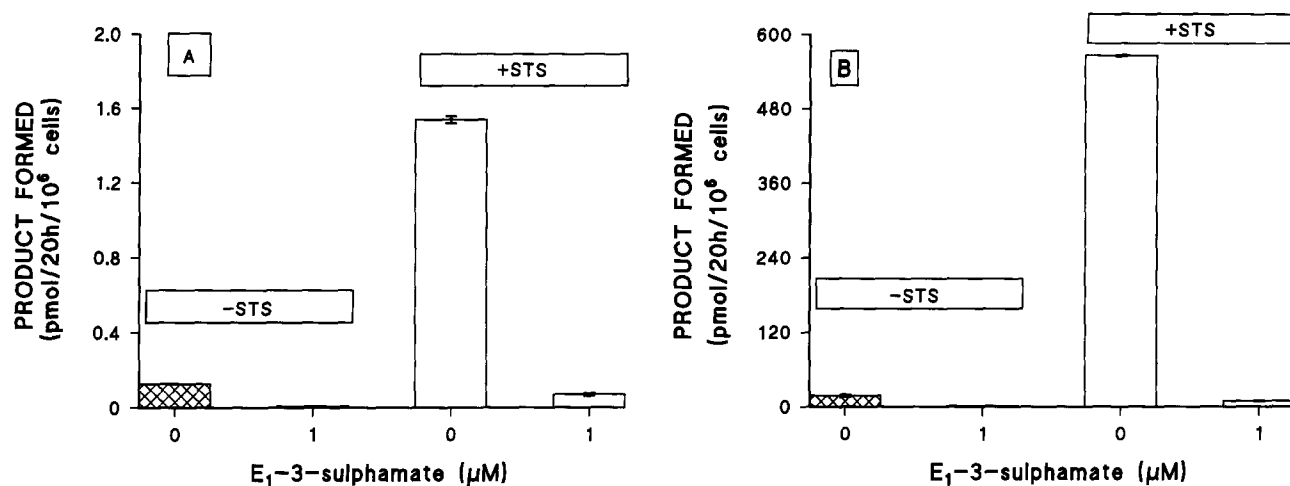 A
PRODUCT FORMED
(pmol/20h/10⁶ cells)
2.0
1.6
1.2
0.8
0.4
0
+STS
−STS
0
1
0
1
E₁−3−sulphamate (μM)
B
PRODUCT FORMED
(pmol/20h/10⁶ cells)
600
480
360
240
120
0
+STS
−STS
0
1
0
1
E₁−3−sulphamate (μM)